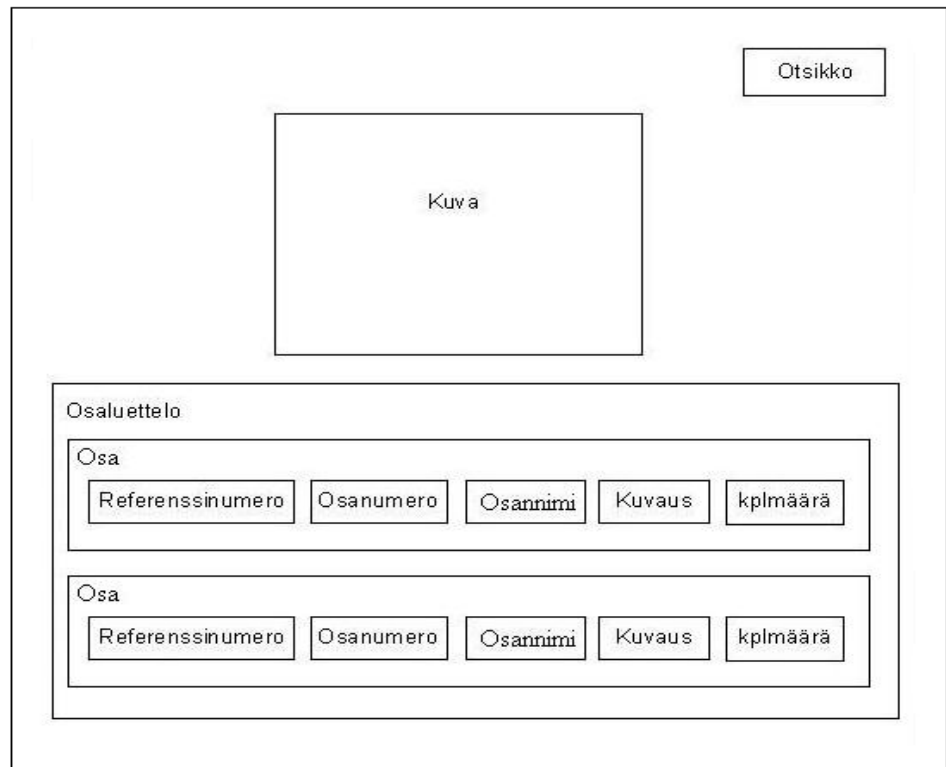 Otsikko
Kuva
Osaluettelo
Osa
Referenssinumero Osanumero Osannimi Kuvaus kplmäärä
Osa
Referenssinumero Osanumero Osannimi Kuvaus kplmäärä